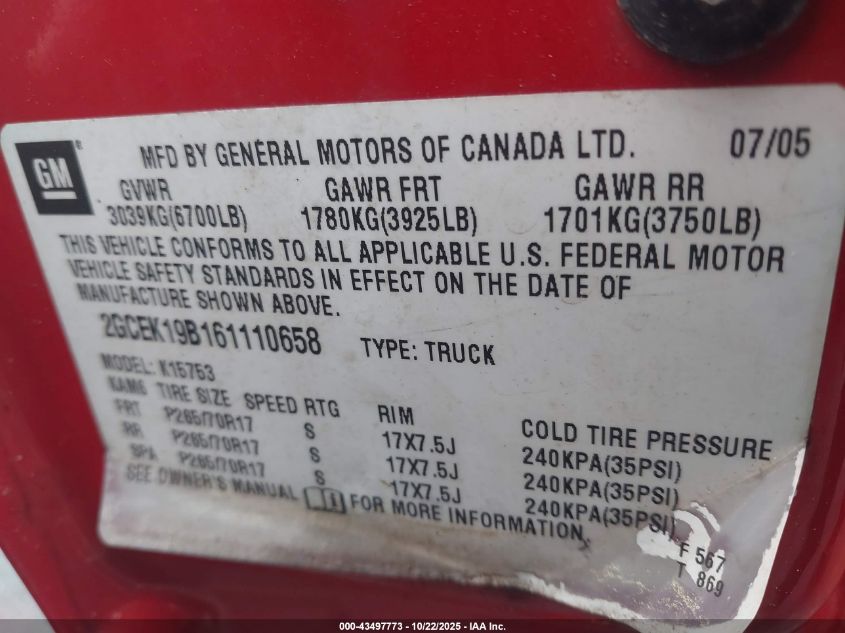 GM ®
MFD BY GENERAL MOTORS OF CANADA LTD. 07/05
GVWR GAWR FRT GAWR RR
3039KG(6700LB) 1780KG(3925LB) 1701KG(3750LB)
THIS VEHICLE CONFORMS TO ALL APPLICABLE U.S. FEDERAL MOTOR
VEHICLE SAFETY STANDARDS IN EFFECT ON THE DATE OF
MANUFACTURE SHOWN ABOVE.
2GCEK19B161110658 TYPE: TRUCK
MODEL: K15753
TIRE SIZE SPEED RTG RIM COLD TIRE PRESSURE
FRT P265/70R17 S 17X7.5J 240KPA(35PSI)
RR P265/70R17 S 17X7.5J 240KPA(35PSI)
SPA P265/70R17 S 17X7.5J 240KPA(35PSI)
SEE OWNER'S MANUAL FOR MORE INFORMATION.
F 567
T 869
000-43497773 - 10/22/2025 - IAA Inc.